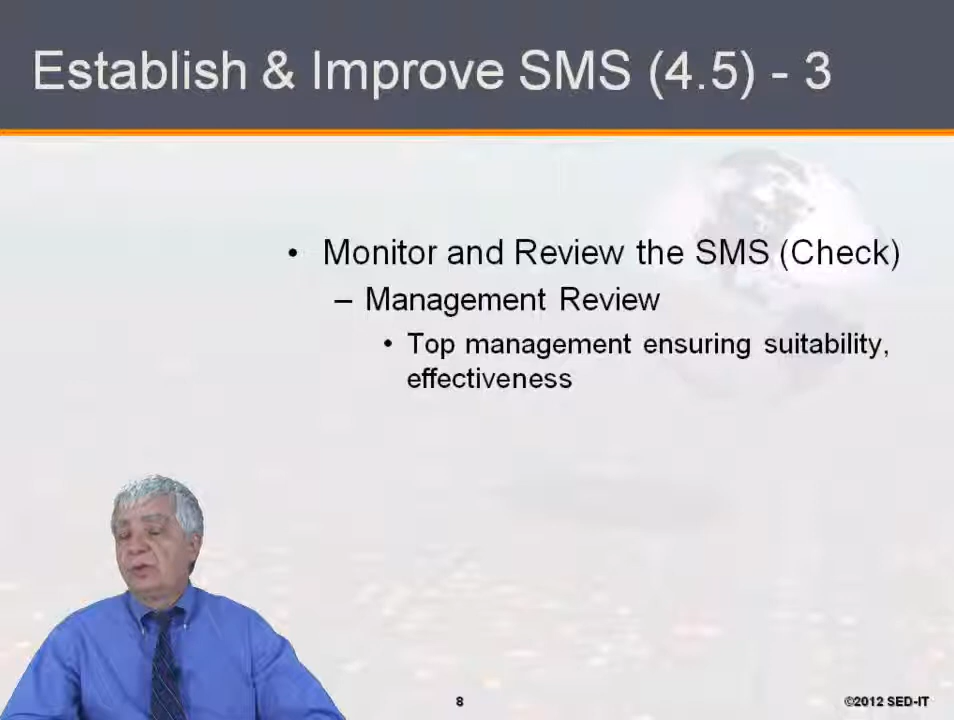 Establish & Improve SMS (4.5) - 3
• Monitor and Review the SMS (Check)
– Management Review
• Top management ensuring suitability,
effectiveness
8
©2012 SED-IT